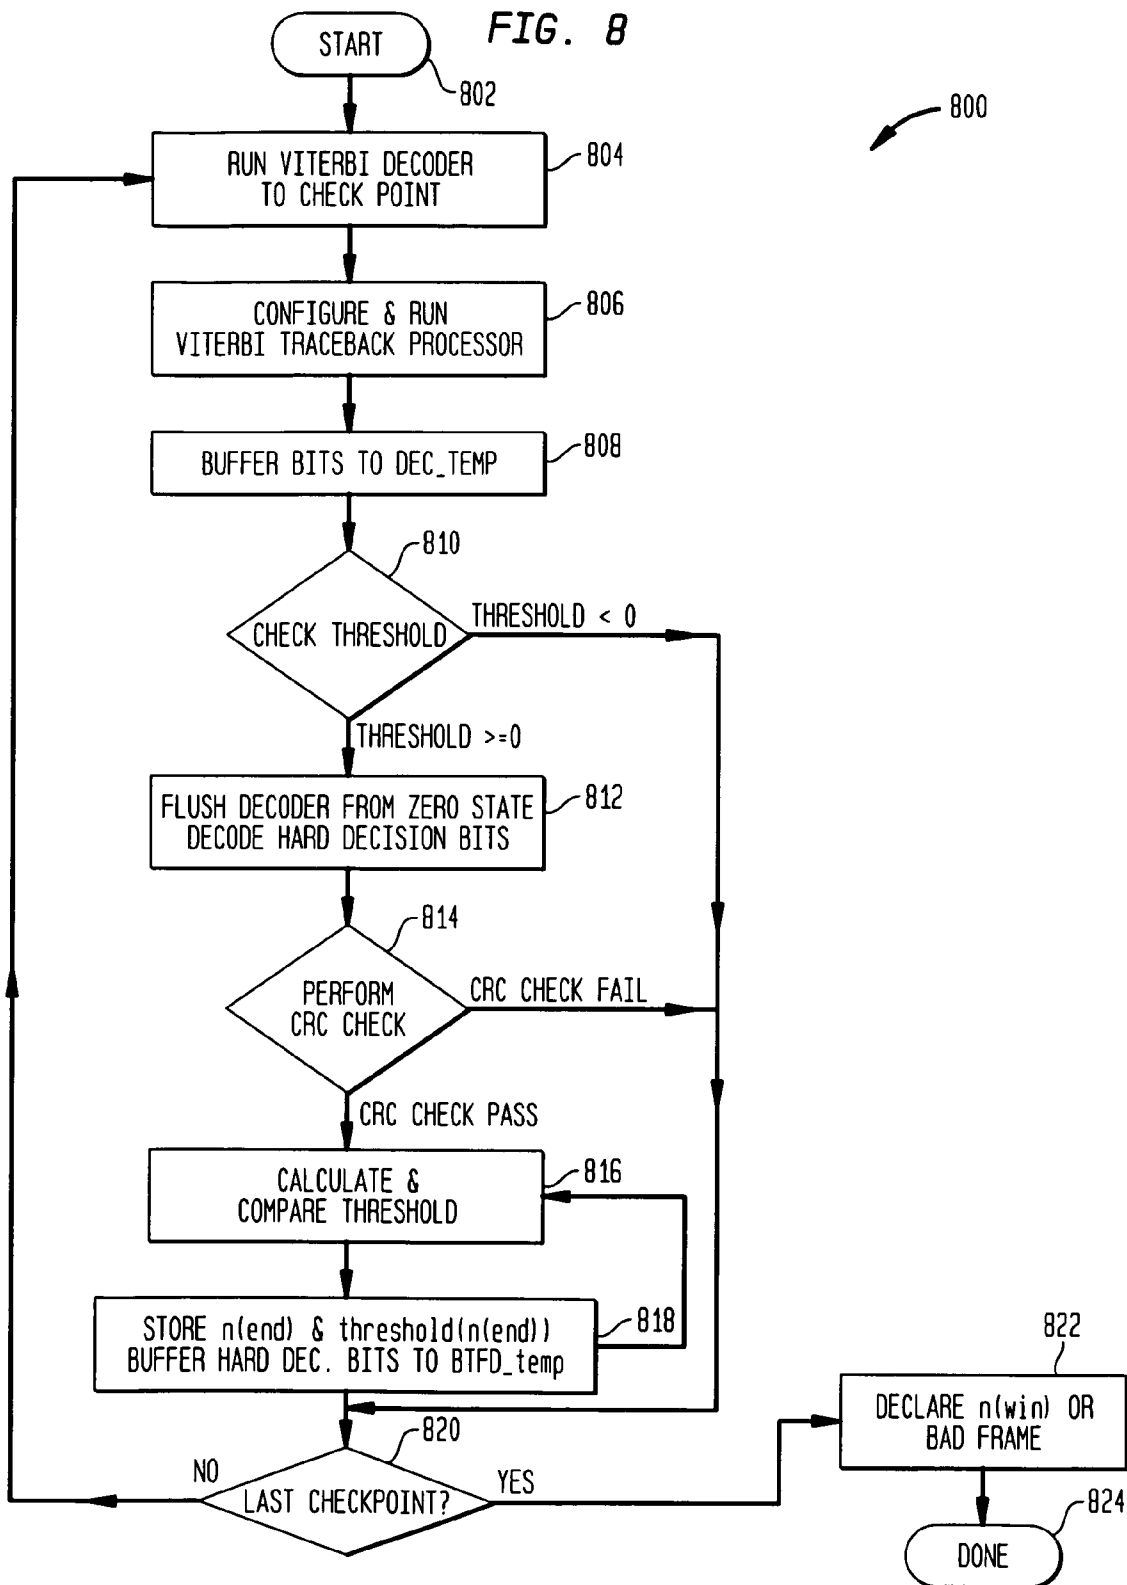 FIG. 8
START
802
800
RUN VITERBI DECODER
TO CHECK POINT
804
CONFIGURE & RUN
VITERBI TRACEBACK PROCESSOR
806
BUFFER BITS TO DEC_TEMP
808
810
CHECK THRESHOLD
THRESHOLD < 0
THRESHOLD >=0
FLUSH DECODER FROM ZERO STATE
DECODE HARD DECISION BITS
812
814
PERFORM
CRC CHECK
CRC CHECK FAIL
CRC CHECK PASS
CALCULATE &
COMPARE THRESHOLD
816
STORE n(end) & threshold(n(end))
BUFFER HARD DEC. BITS TO BTFD_temp
818
820
LAST CHECKPOINT?
NO
YES
822
DECLARE n(win) OR
BAD FRAME
824
DONE